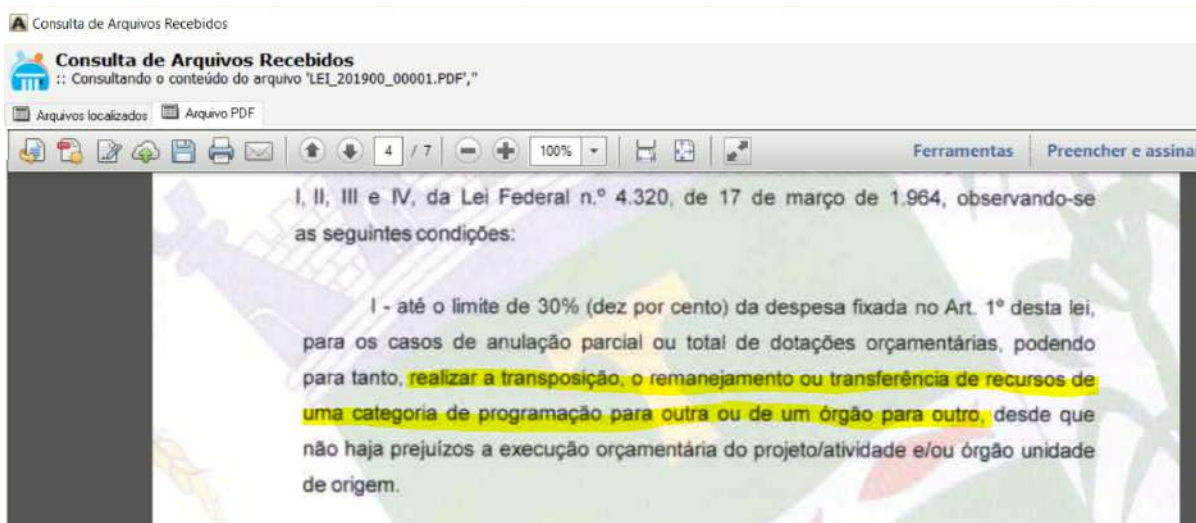 Consulta de Arquivos Recebidos
Consulta de Arquivos Recebidos
:: Consultando o conteúdo do arquivo 'LEI_201900_00001.PDF',"
Arquivos localizados Arquivo PDF
4 / 7 100% Ferramentas Preencher e assinar
I, II, III e IV, da Lei Federal n.º 4.320, de 17 de março de 1.964, observando-se
as seguintes condições:
I - até o limite de 30% (dez por cento) da despesa fixada no Art. 1º desta lei,
para os casos de anulação parcial ou total de dotações orçamentárias, podendo
para tanto, realizar a transposição, o remanejamento ou transferência de recursos de
uma categoria de programação para outra ou de um órgão para outro, desde que
não haja prejuízos a execução orçamentária do projeto/atividade e/ou órgão unidade
de origem.